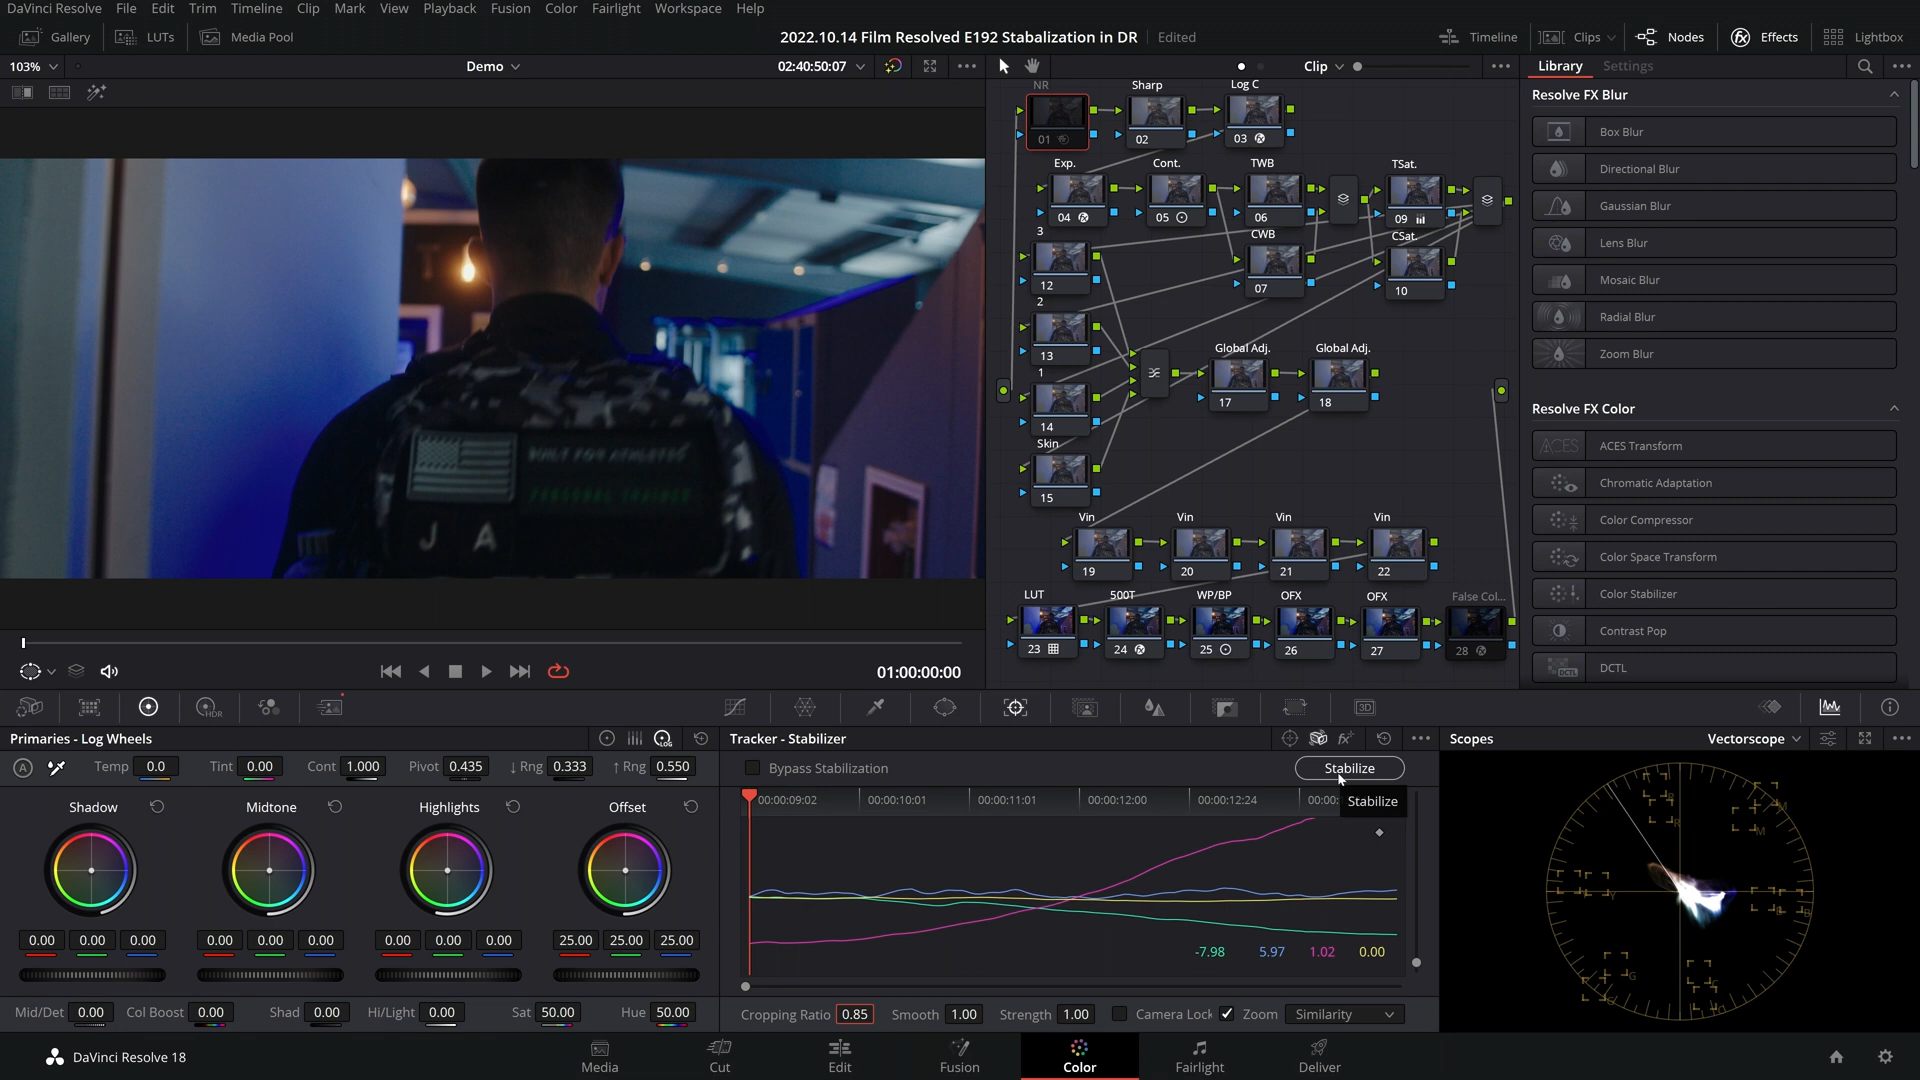 DaVinci Resolve File Edit Trim Timeline Clip Mark View Playback Fusion Color Fairlight Workspace Help
Gallery LUTs Media Pool 2022.10.14 Film Resolved E192 Stabalization in DR Edited Timeline Clips Nodes Effects Lightbox
103% Demo 02:40:50:07 Clip Library Settings
NR Sharp Log C
01 02 03
Exp. Cont. TWB TSat.
04 05 06 09
3 CWB CSat.
12 07 10
2
13
1 Global Adj. Global Adj.
14 17 18
Skin
15
Vin Vin Vin Vin
19 20 21 22
LUT 500T WP/BP OFX OFX False Col...
23 24 25 26 27 28
Resolve FX Blur
Box Blur
Directional Blur
Gaussian Blur
Lens Blur
Mosaic Blur
Radial Blur
Zoom Blur
Resolve FX Color
ACES Transform
Chromatic Adaptation
Color Compressor
Color Space Transform
Color Stabilizer
Contrast Pop
DCTL
BUILT FOR ATHLETES
PERSONAL TRAINER
J A
01:00:00:00
HDR 3D
Primaries - Log Wheels LOG
Temp 0.0 Tint 0.00 Cont 1.000 Pivot 0.435 ↓ Rng 0.333 ↑ Rng 0.550
Shadow Midtone Highlights Offset
0.00 0.00 0.00 0.00 0.00 0.00 0.00 0.00 0.00 25.00 25.00 25.00
Mid/Det 0.00 Col Boost 0.00 Shad 0.00 Hi/Light 0.00 Sat 50.00 Hue 50.00
Tracker - Stabilizer
Bypass Stabilization Stabilize
00:00:09:02 00:00:10:01 00:00:11:01 00:00:12:00 00:00:12:24 00:00:
Stabilize
-7.98 5.97 1.02 0.00
Cropping Ratio 0.85 Smooth 1.00 Strength 1.00 Camera Lock Zoom Similarity
Scopes Vectorscope
DaVinci Resolve 18 Media Cut Edit Fusion Color Fairlight Deliver